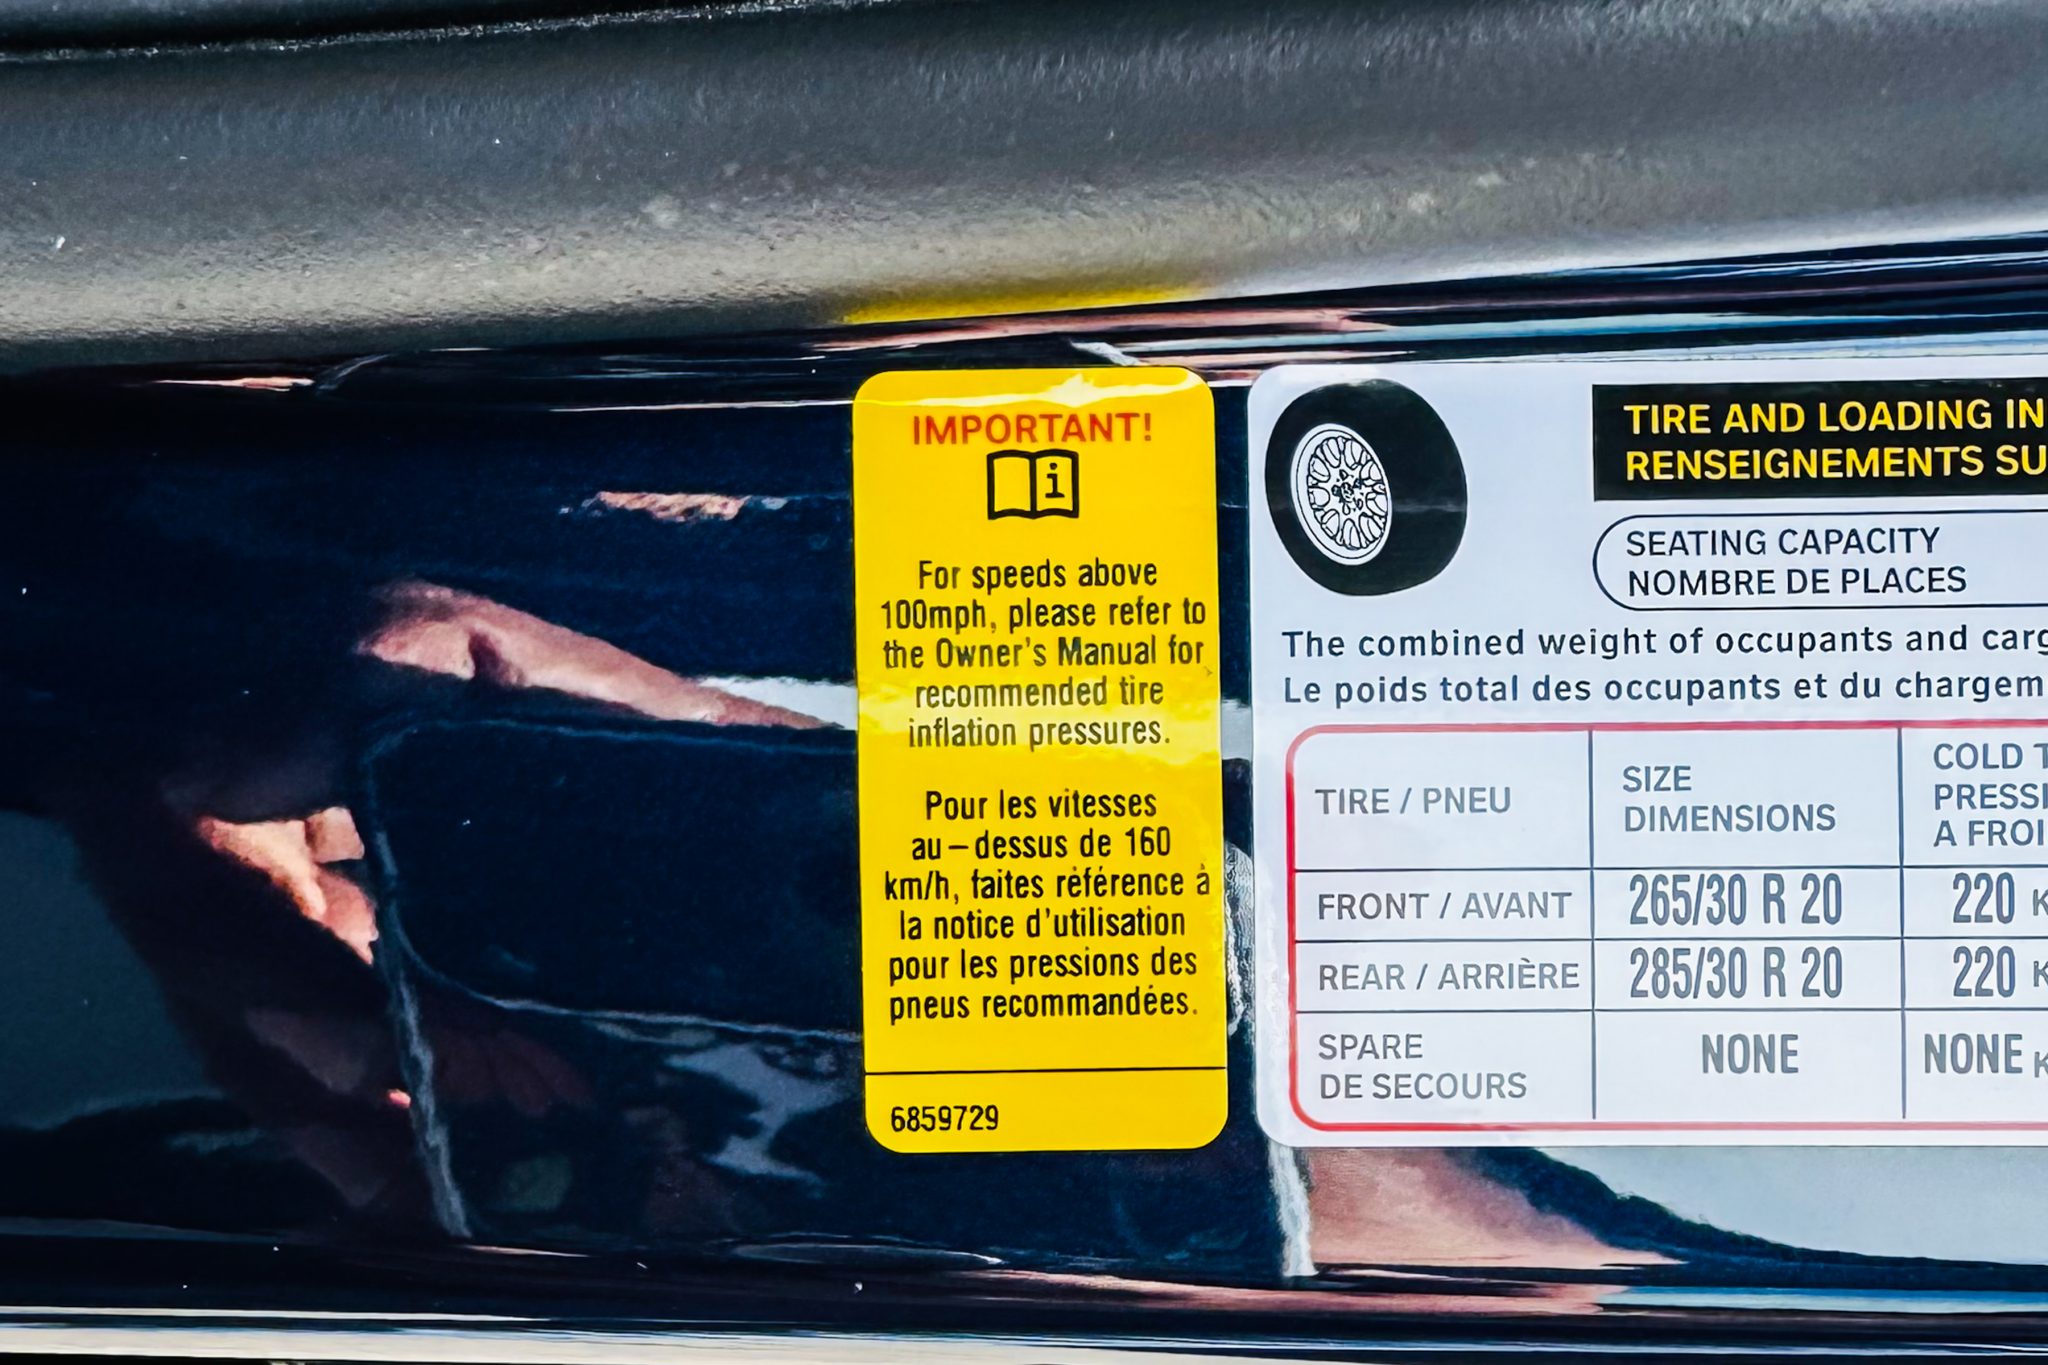 IMPORTANT!
i
For speeds above
100mph, please refer to
the Owner's Manual for
recommended tire
inflation pressures.
Pour les vitesses
au-dessus de 160
km/h, faites référence à
la notice d'utilisation
pour les pressions des
pneus recommandées.
6859729
TIRE AND LOADING IN
RENSEIGNEMENTS SU
SEATING CAPACITY
NOMBRE DE PLACES
The combined weight of occupants and carg
Le poids total des occupants et du chargem
TIRE / PNEU
SIZE
DIMENSIONS
COLD T
PRESSI
A FROI
FRONT / AVANT 265/30 R 20 220 K
REAR / ARRIÈRE 285/30 R 20 220 K
SPARE
DE SECOURS
NONE
NONE K